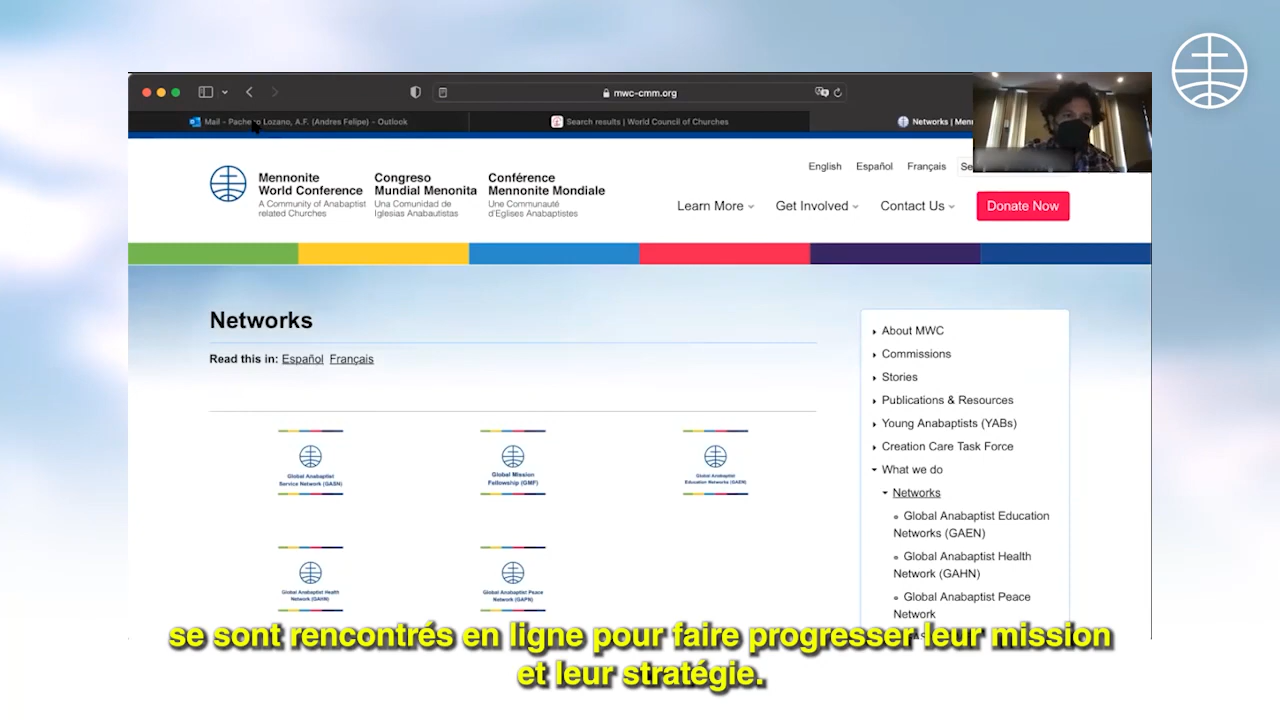 mwc-cmm.org
Mail - Pacheco Lozano, A.F. (Andres Felipe) - Outlook
Search results | World Council of Churches
Networks | Menn
English Español Français Se
Mennonite
World Conference
A Community of Anabaptist
related Churches
Congreso
Mundial Menonita
Una Comunidad de
Iglesias Anabautistas
Conférence
Mennonite Mondiale
Une Communauté
d'Eglises Anabaptistes
Learn More Get Involved Contact Us Donate Now
Networks
Read this in: Español Français
Global Anabaptist
Service Network (GASN)
Global Mission
Fellowship (GMF)
Global Anabaptist
Education Networks (GAEN)
Global Anabaptist Health
Network (GAHN)
Global Anabaptist Peace
Network (GAPN)
About MWC
Commissions
Stories
Publications & Resources
Young Anabaptists (YABs)
Creation Care Task Force
What we do
Networks
Global Anabaptist Education
Networks (GAEN)
Global Anabaptist Health
Network (GAHN)
Global Anabaptist Peace
Network
se sont rencontrés en ligne pour faire progresser leur mission
et leur stratégie.